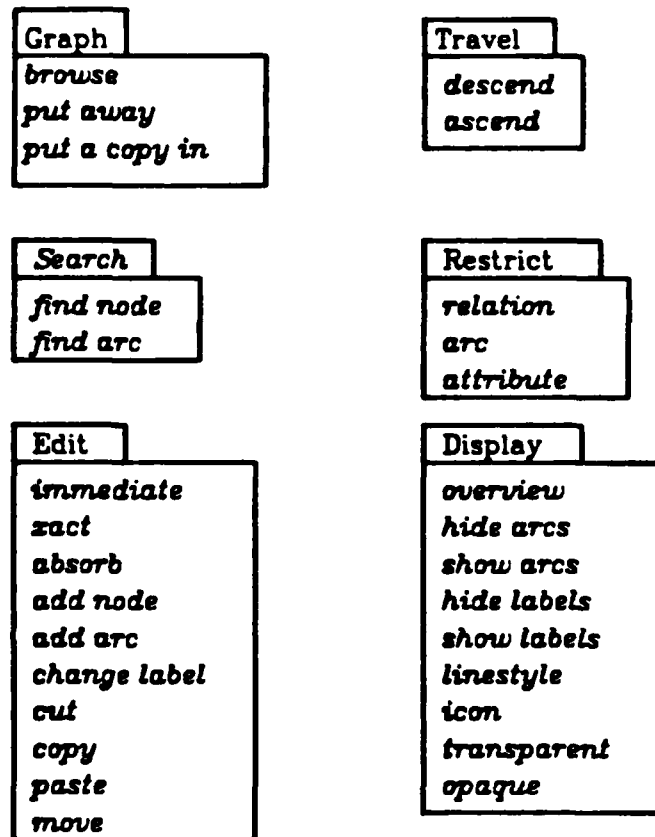 Graph
browse
put away
put a copy in
Travel
descend
ascend
Search
find node
find arc
Restrict
relation
arc
attribute
Edit
immediate
xact
absorb
add node
add arc
change label
cut
copy
paste
move
Display
overview
hide arcs
show arcs
hide labels
show labels
linestyle
icon
transparent
opaque